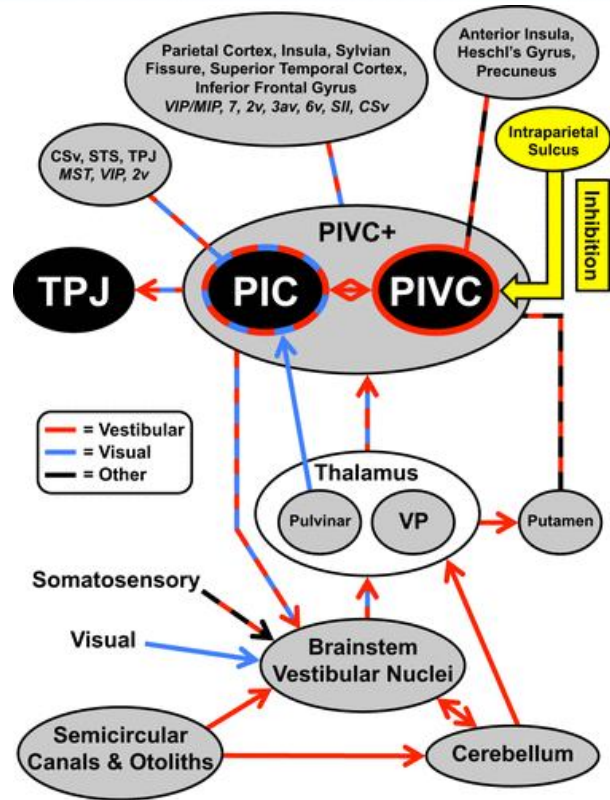 Parietal Cortex, Insula, Sylvian
Fissure, Superior Temporal Cortex,
Inferior Frontal Gyrus
VIP/MIP, 7, 2v, 3av, 6v, SII, CSv
Anterior Insula,
Heschl's Gyrus,
Precuneus
Intraparietal
Sulcus
CSv, STS, TPJ
MST, VIP, 2v
Inhibition
PIVC+
TPJ
PIC
PIVC
= Vestibular
= Visual
= Other
Thalamus
Pulvinar
VP
Putamen
Somatosensory
Visual
Brainstem
Vestibular Nuclei
Semicircular
Canals & Otoliths
Cerebellum